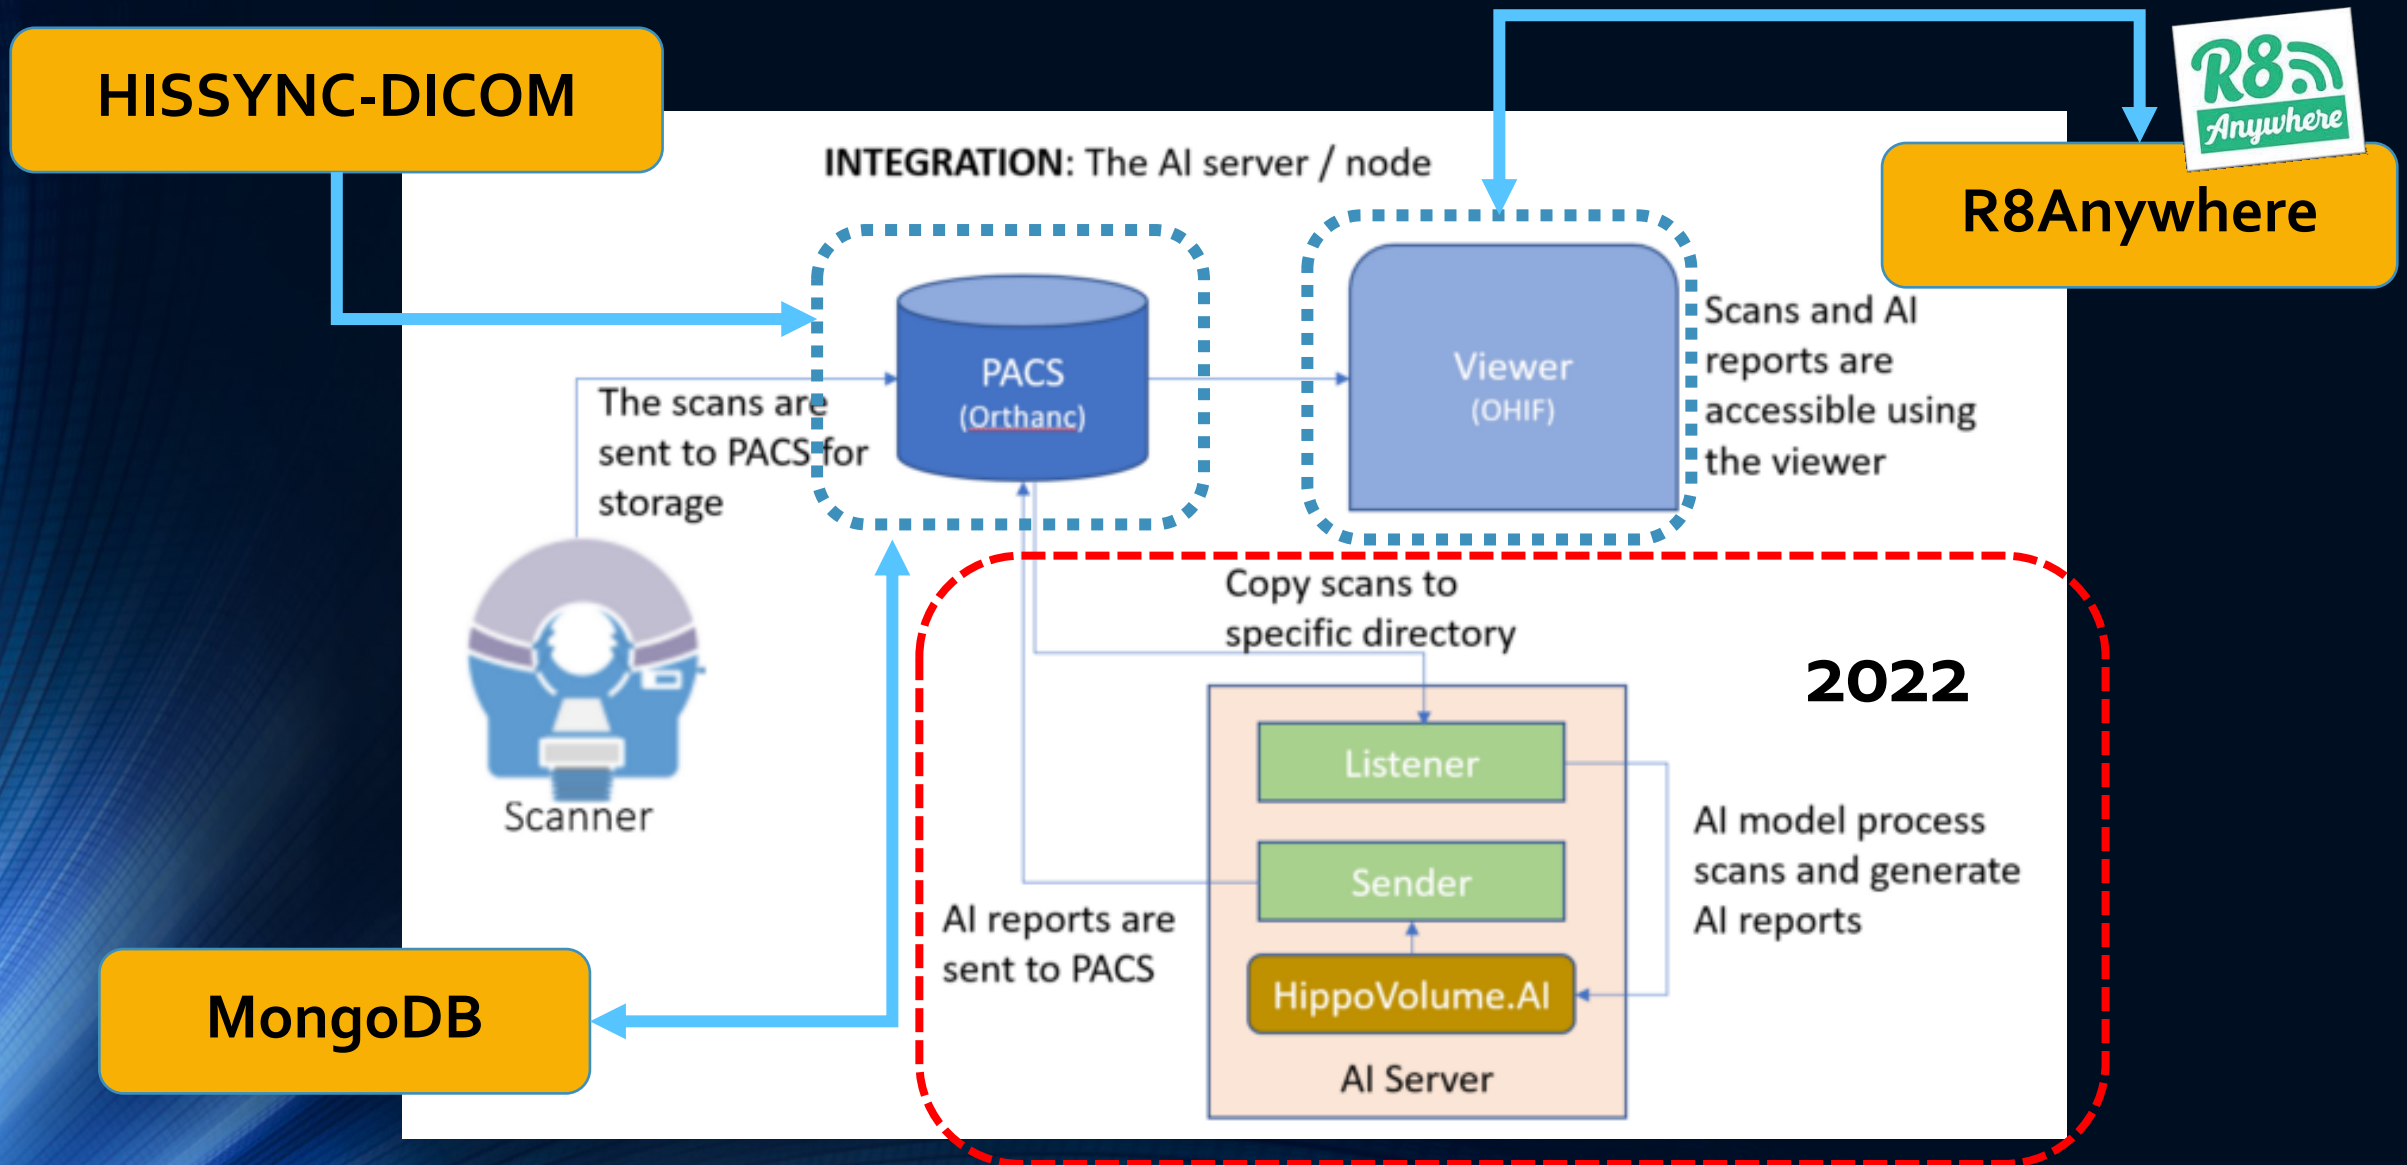 HISSYNC-DICOM
R8
Anywhere
R8Anywhere
INTEGRATION: The AI server / node
PACS
(Orthanc)
Viewer
(OHIF)
Scans and AI
reports are
accessible using
the viewer
The scans are
sent to PACS for
storage
Scanner
Copy scans to
specific directory
2022
Listener
Sender
HippoVolume.AI
AI Server
AI model process
scans and generate
AI reports
AI reports are
sent to PACS
MongoDB